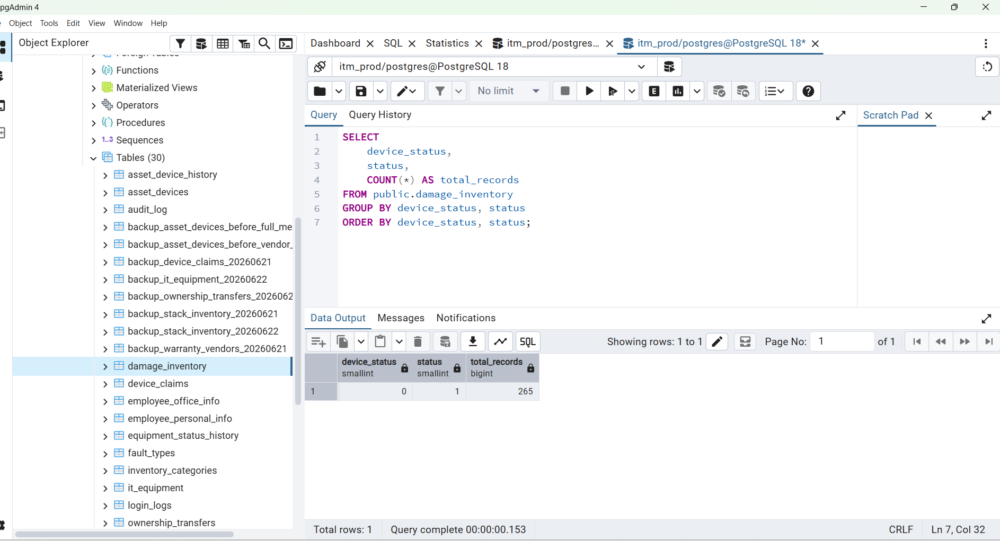 pgAdmin 4
Object Tools Edit View Window Help
Object Explorer
Dashboard SQL Statistics itm_prod/postgres... itm_prod/postgres@PostgreSQL 18*
itm_prod/postgres@PostgreSQL 18
No limit
E
Query Query History
Scratch Pad
Foreign Tables
Functions
Materialized Views
Operators
Procedures
1..3 Sequences
Tables (30)
asset_device_history
asset_devices
audit_log
backup_asset_devices_before_full_me
backup_asset_devices_before_vendor_
backup_device_claims_20260621
backup_it_equipment_20260622
backup_ownership_transfers_2026062
backup_stack_inventory_20260621
backup_stack_inventory_20260622
backup_warranty_vendors_20260621
damage_inventory
device_claims
employee_office_info
employee_personal_info
equipment_status_history
fault_types
inventory_categories
it_equipment
login_logs
ownership_transfers
1 SELECT
2 device_status,
3 status,
4 COUNT(*) AS total_records
5 FROM public.damage_inventory
6 GROUP BY device_status, status
7 ORDER BY device_status, status;
Data Output Messages Notifications
SQL Showing rows: 1 to 1 Page No: 1 of 1
device_status status total_records
smallint smallint bigint
1 0 1 265
Total rows: 1 Query complete 00:00:00.153 CRLF Ln 7, Col 32